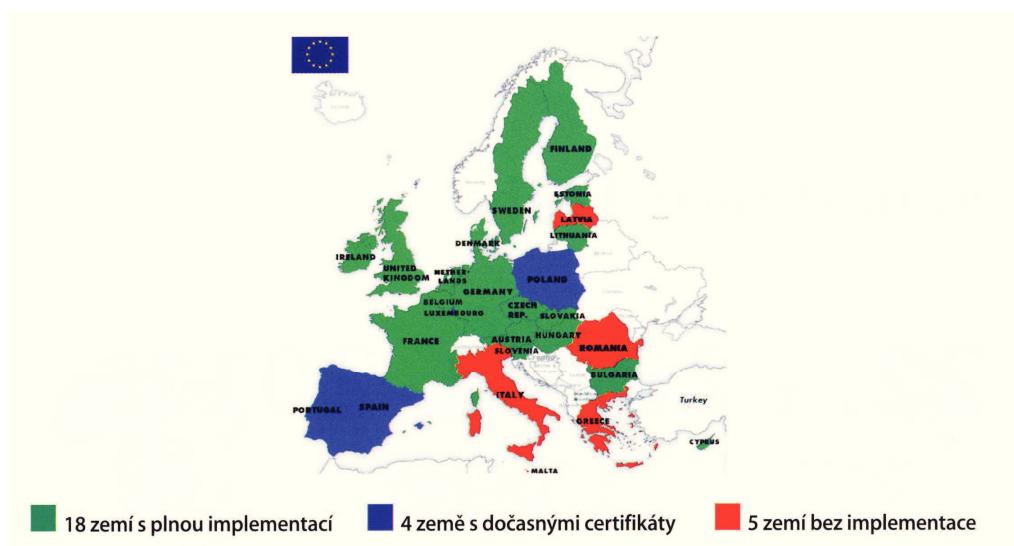 FINLAND
ESTONIA
SWEDEN
LATVIA
LITHUANIA
DENMARK
IRELAND
UNITED
KINGDOM
NETHER-
LANDS
POLAND
GERMANY
BELGIUM
LUXEMBOURG
CZECH
REP.
SLOVAKIA
FRANCE
AUSTRIA
HUNGARY
SLOVENIA
ROMANIA
BULGARIA
PORTUGAL
SPAIN
ITALY
Turkey
GREECE
CYPRUS
MALTA
18 zemí s plnou implementací
4 země s dočasnými certifikáty
5 zemí bez implementace